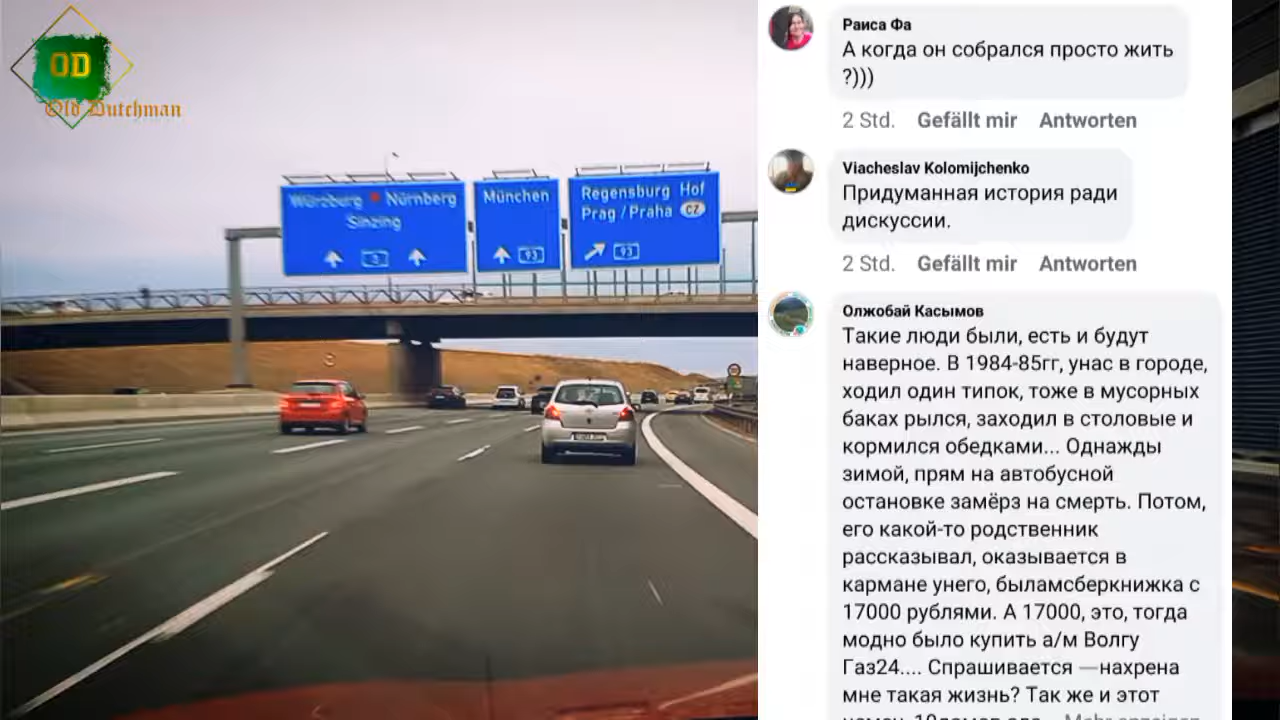 OD
Old Dutchman
Würzburg Nürnberg
Sinzing
3
München
93
Regensburg Hof
Prag / Praha CZ
93
Раиса Фа
А когда он собрался просто жить
?)))
2 Std. Gefällt mir Antworten
Viacheslav Kolomijchenko
Придуманная история ради
дискуссии.
2 Std. Gefällt mir Antworten
Олжобай Касымов
Такие люди были, есть и будут
наверное. В 1984-85гг, унас в городе,
ходил один типок, тоже в мусорных
баках рылся, заходил в столовые и
кормился обедками... Однажды
зимой, прям на автобусной
остановке замёрз на смерть. Потом,
его какой-то родственник
рассказывал, оказывается в
кармане унего, быламсберкнижка с
17000 рублями. А 17000, это, тогда
модно было купить а/м Волгу
Газ24.... Спрашивается —нахрена
мне такая жизнь? Так же и этот